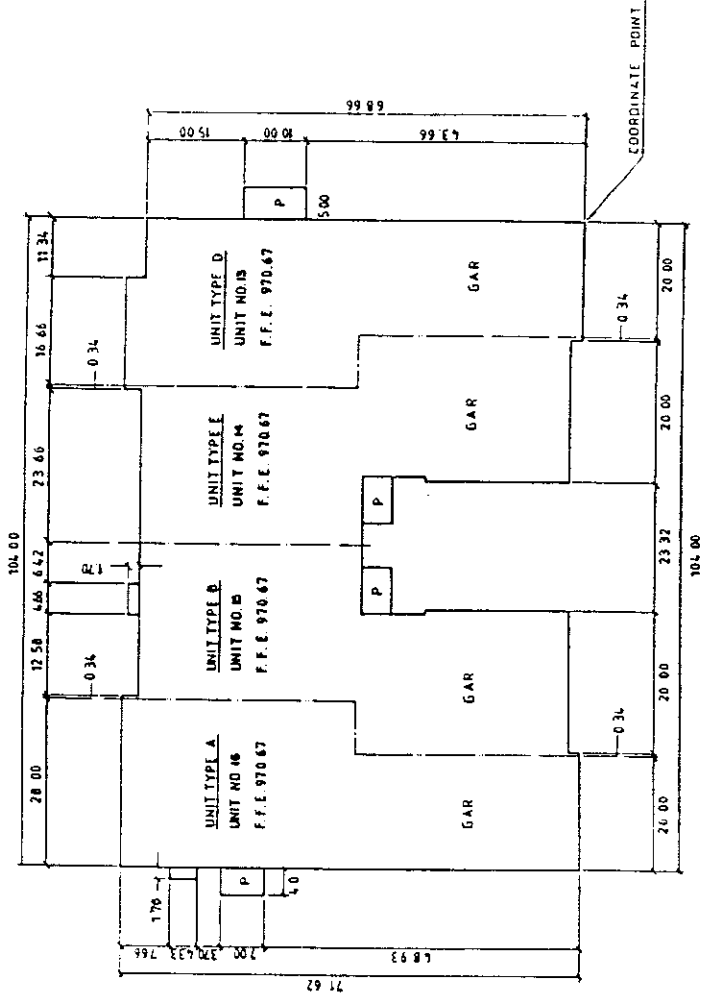 104.00
28.00
12.58
4.66
6.42
23.66
16.66
11.34
0.34
1.70
0.34
UNIT TYPE A
UNIT NO.16
F.F.E. 970.67
UNIT TYPE B
UNIT NO.15
F.F.E. 970.67
UNIT TYPE E
UNIT NO.14
F.F.E. 970.67
UNIT TYPE D
UNIT NO.13
F.F.E. 970.67
1.70
7.66
4.33
3.70
7.00
48.93
71.62
P
4.0
P
5.00
15.00
10.00
43.66
68.66
P
P
GAR
GAR
GAR
GAR
0.34
0.34
20.00
20.00
23.32
20.00
20.00
104.00
COORDINATE POINT